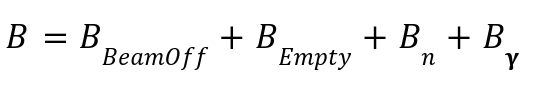 B = B_BeamOff + B_Empty + B_n + B_γ